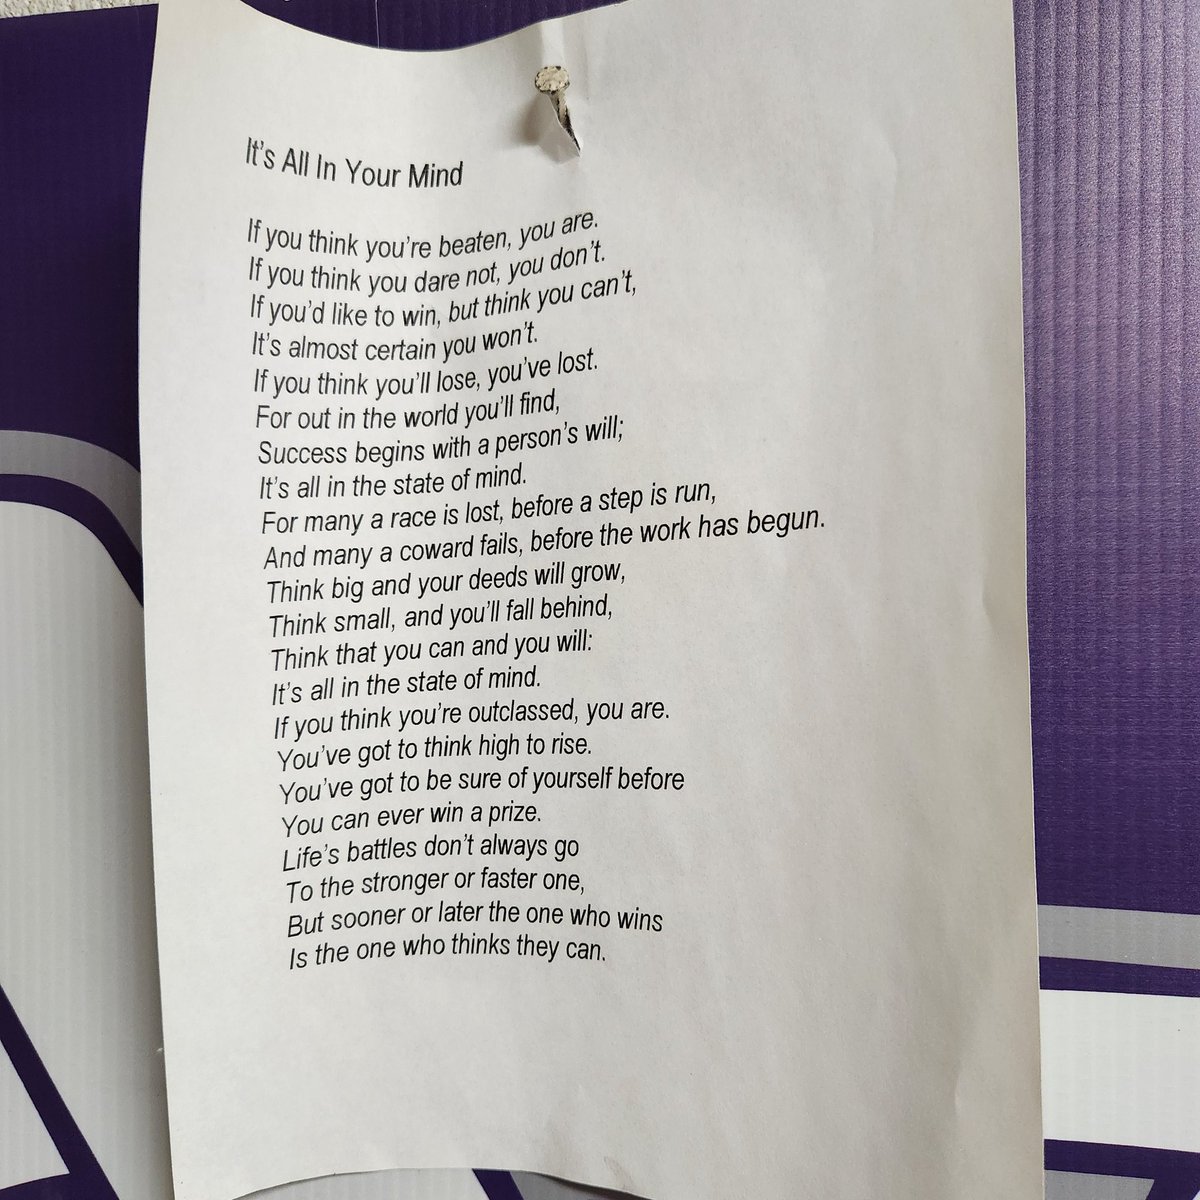 It's All In Your Mind
If you think you're beaten, you are.
If you think you dare not, you don't.
If you'd like to win, but think you can't,
It's almost certain you won't.
If you think you'll lose, you've lost.
For out in the world you'll find,
Success begins with a person's will;
It's all in the state of mind.
For many a race is lost, before a step is run,
And many a coward fails, before the work has begun.
Think big and your deeds will grow,
Think small, and you'll fall behind,
Think that you can and you will:
It's all in the state of mind.
If you think you're outclassed, you are.
You've got to think high to rise.
You've got to be sure of yourself before
You can ever win a prize.
Life's battles don't always go
To the stronger or faster one,
But sooner or later the one who wins
Is the one who thinks they can.